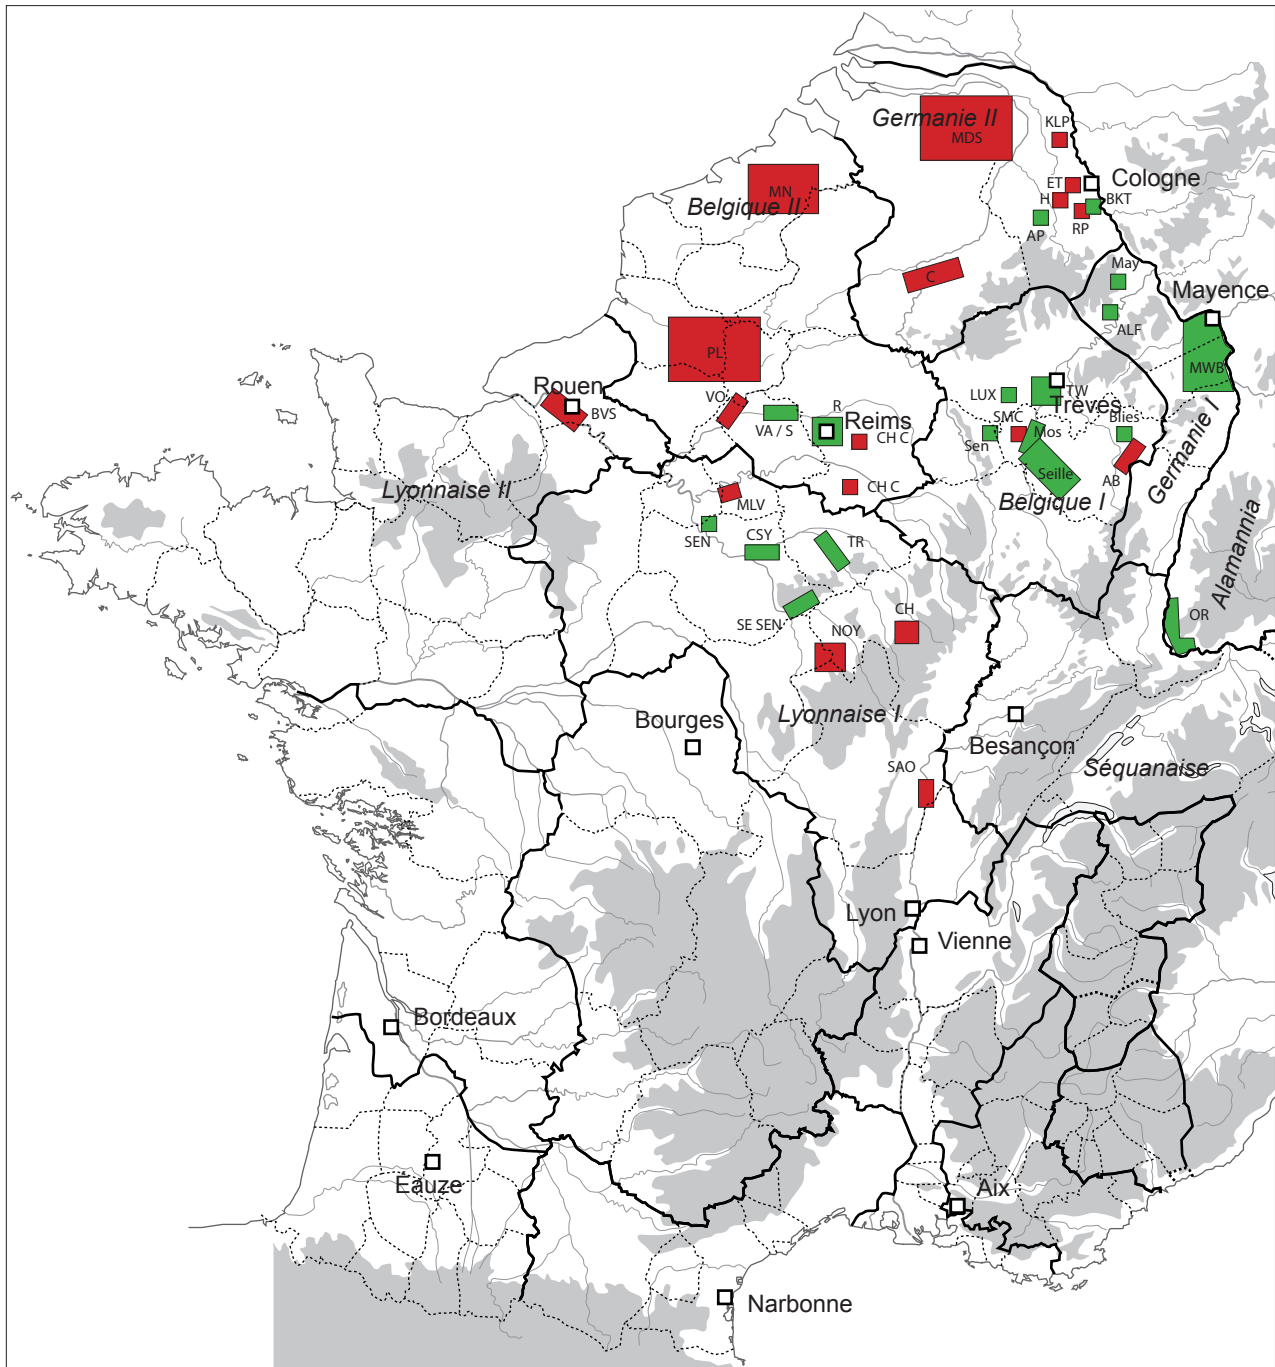 Germanie II
MDS
KLP
MN
Belgique II
ET
Cologne
H
BKT
AP
RP
C
May
Mayence
ALF
PL
MWB
Rouen
BVS
VO
VA / S
R
Reims
CH C
LUX
TW
Trèves
SMC
Mos
Blies
Sen
Seille
AB
Germanie I
Belgique I
CH C
Lyonnaise II
MLV
SEN
CSY
TR
Alamannia
SE SEN
CH
OR
NOY
Lyonnaise I
Bourges
Besançon
SAO
Séquanaise
Lyon
Vienne
Bordeaux
Éauze
Aix
Narbonne